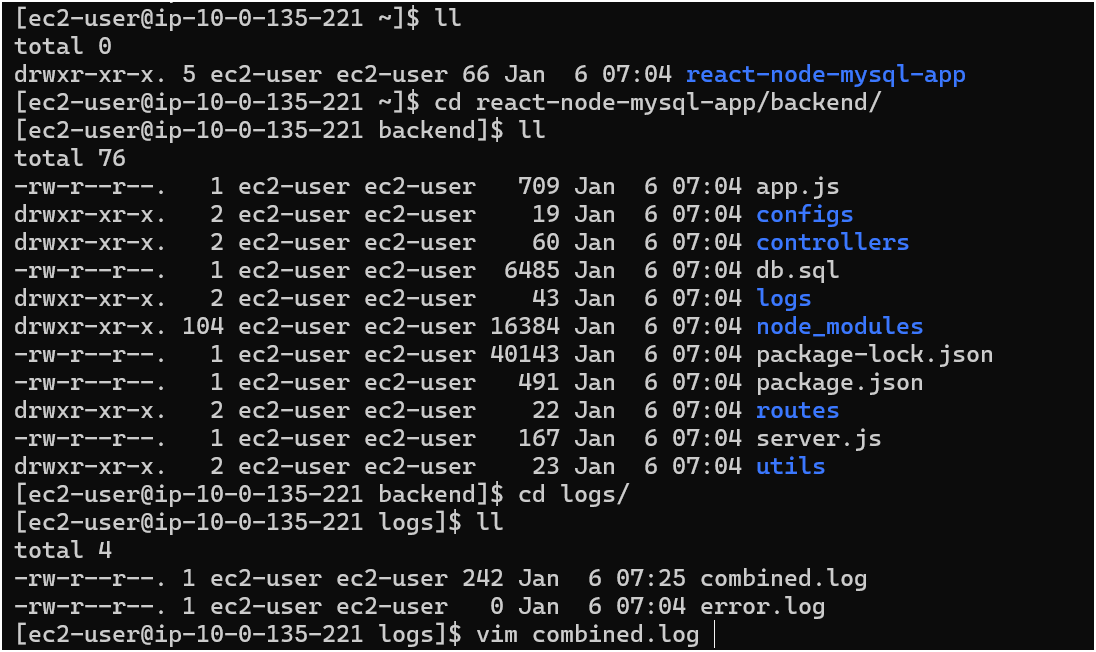 [ec2-user@ip-10-0-135-221 ~]$ ll
total 0
drwxr-xr-x. 5 ec2-user ec2-user 66 Jan  6 07:04 react-node-mysql-app
[ec2-user@ip-10-0-135-221 ~]$ cd react-node-mysql-app/backend/
[ec2-user@ip-10-0-135-221 backend]$ ll
total 76
-rw-r--r--.   1 ec2-user ec2-user   709 Jan  6 07:04 app.js
drwxr-xr-x.   2 ec2-user ec2-user    19 Jan  6 07:04 configs
drwxr-xr-x.   2 ec2-user ec2-user    60 Jan  6 07:04 controllers
-rw-r--r--.   1 ec2-user ec2-user  6485 Jan  6 07:04 db.sql
drwxr-xr-x.   2 ec2-user ec2-user    43 Jan  6 07:04 logs
drwxr-xr-x. 104 ec2-user ec2-user 16384 Jan  6 07:04 node_modules
-rw-r--r--.   1 ec2-user ec2-user 40143 Jan  6 07:04 package-lock.json
-rw-r--r--.   1 ec2-user ec2-user   491 Jan  6 07:04 package.json
drwxr-xr-x.   2 ec2-user ec2-user    22 Jan  6 07:04 routes
-rw-r--r--.   1 ec2-user ec2-user   167 Jan  6 07:04 server.js
drwxr-xr-x.   2 ec2-user ec2-user    23 Jan  6 07:04 utils
[ec2-user@ip-10-0-135-221 backend]$ cd logs/
[ec2-user@ip-10-0-135-221 logs]$ ll
total 4
-rw-r--r--. 1 ec2-user ec2-user 242 Jan  6 07:25 combined.log
-rw-r--r--. 1 ec2-user ec2-user   0 Jan  6 07:04 error.log
[ec2-user@ip-10-0-135-221 logs]$ vim combined.log